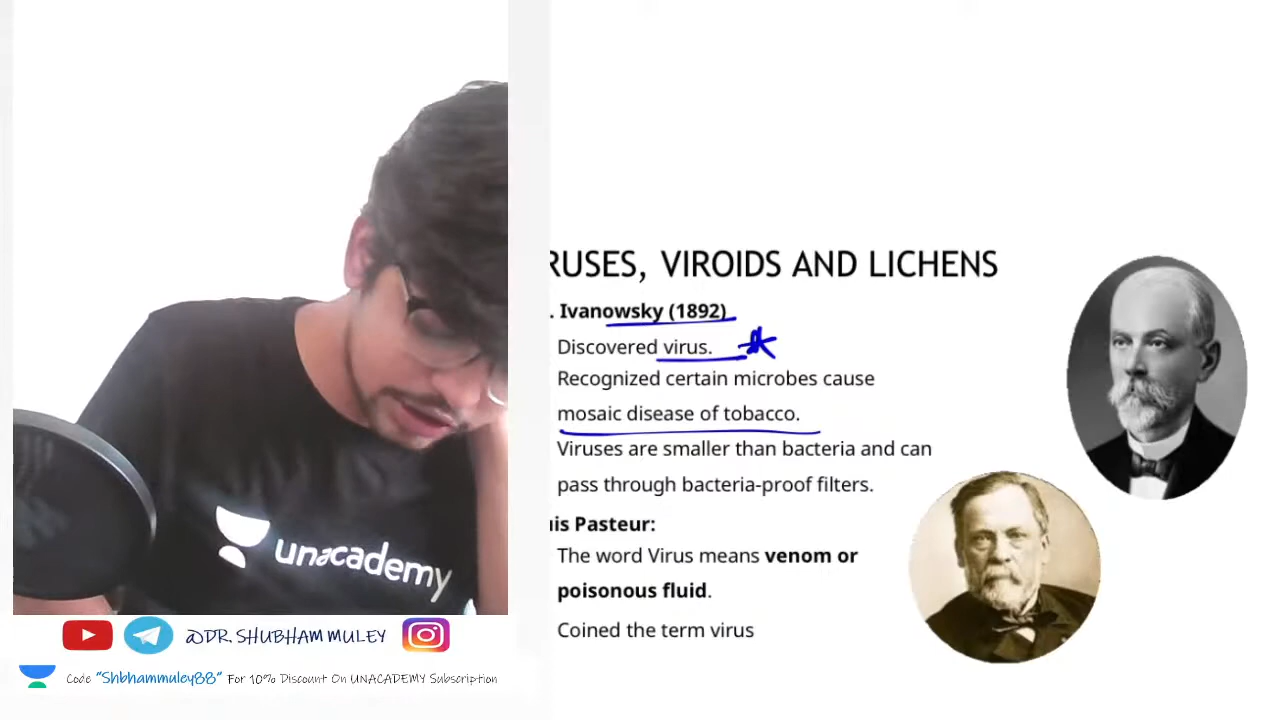 RUSES, VIROIDS AND LICHENS
. Ivanowsky (1892)
Discovered virus.
Recognized certain microbes cause
mosaic disease of tobacco.
Viruses are smaller than bacteria and can
pass through bacteria-proof filters.
uis Pasteur:
The word Virus means venom or
poisonous fluid.
Coined the term virus
unacademy
@DR. SHUBHAM MULEY
Code "Shbhammuley88" For 10% Discount On UNACADEMY Subscription